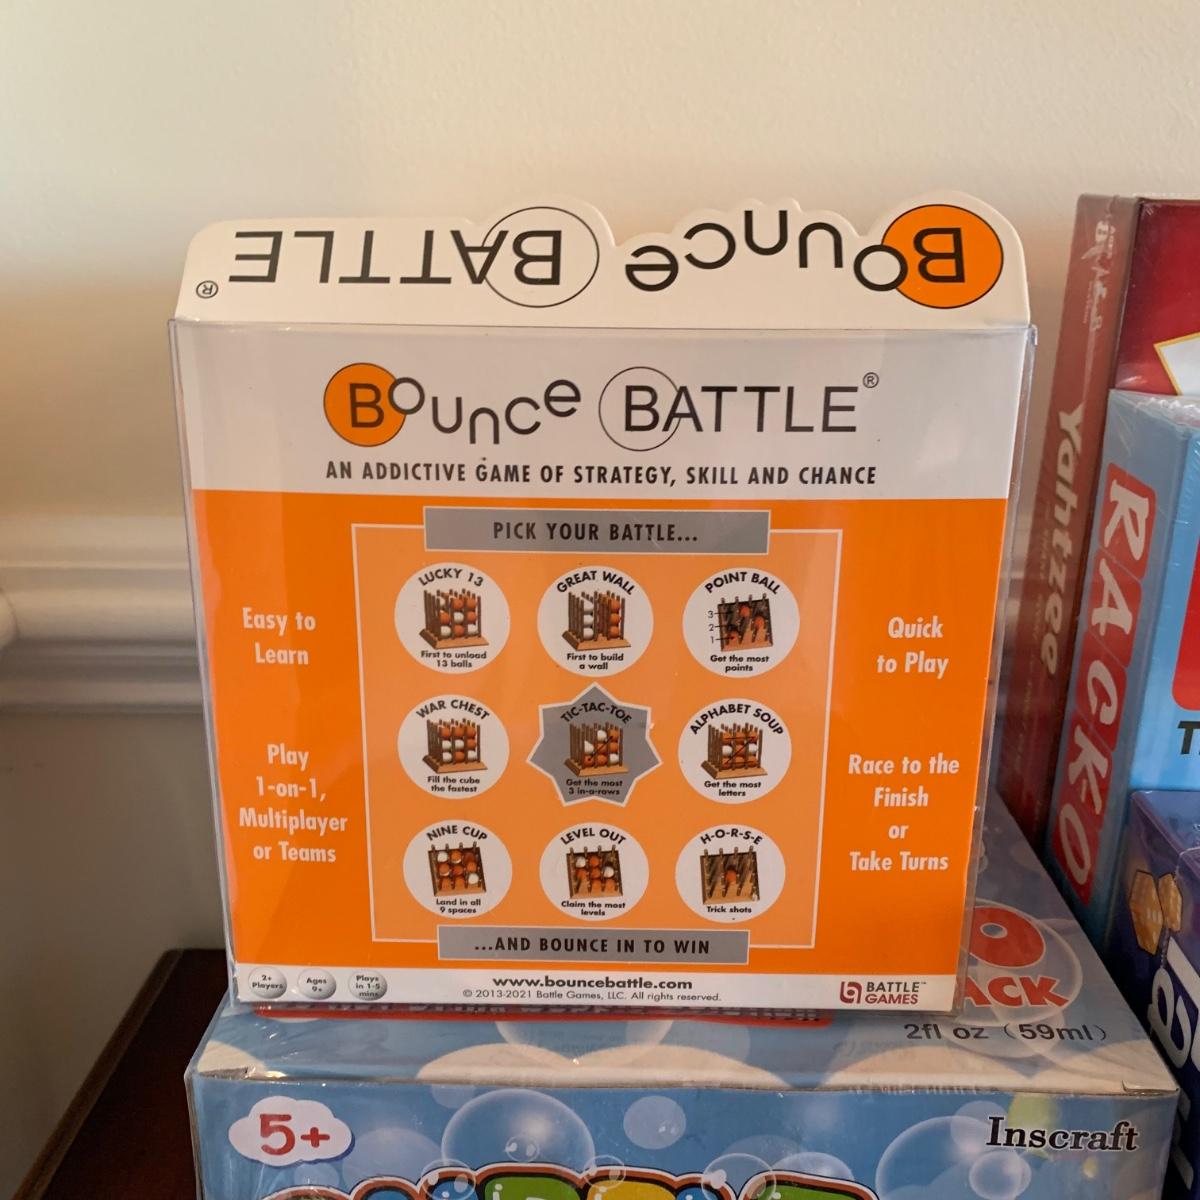 Bounce BATTLE®
Bounce BATTLE®
AN ADDICTIVE GAME OF STRATEGY, SKILL AND CHANCE
PICK YOUR BATTLE...
Easy to
Learn
Play
1-on-1,
Multiplayer
or Teams
LUCKY 13
First to unload
13 balls
GREAT WALL
First to build
a wall
POINT BALL
3
2
1
Get the most
points
WAR CHEST
Fill the cube
the fastest
TIC-TAC-TOE
Get the most
3 in-a-rows
ALPHABET SOUP
Get the most
letters
NINE CUP
Land in all
9 spaces
LEVEL OUT
Claim the most
levels
H-O-R-S-E
Trick shots
Quick
to Play
Race to the
Finish
or
Take Turns
...AND BOUNCE IN TO WIN
2+
Players
Ages
9+
Plays
in 1-5
mins
www.bouncebattle.com
© 2013-2021 Battle Games, LLC. All rights reserved.
BATTLE™
GAMES
Yahtzee
RACK-O
ACK
2fl oz (59ml)
5+
Inscraft